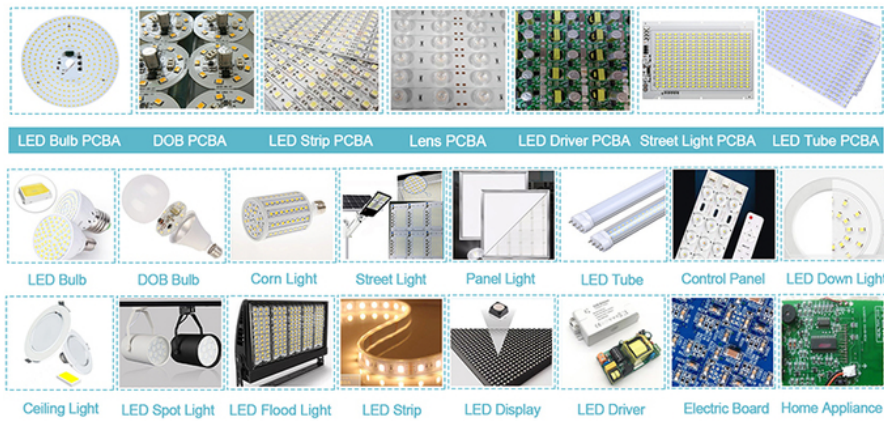 LED Bulb PCBA DOB PCBA LED Strip PCBA Lens PCBA LED Driver PCBA Street Light PCBA LED Tube PCBA
LED Bulb DOB Bulb Corn Light Street Light Panel Light LED Tube Control Panel LED Down Light
Ceiling Light LED Spot Light LED Flood Light LED Strip LED Display LED Driver Electric Board Home Appliance